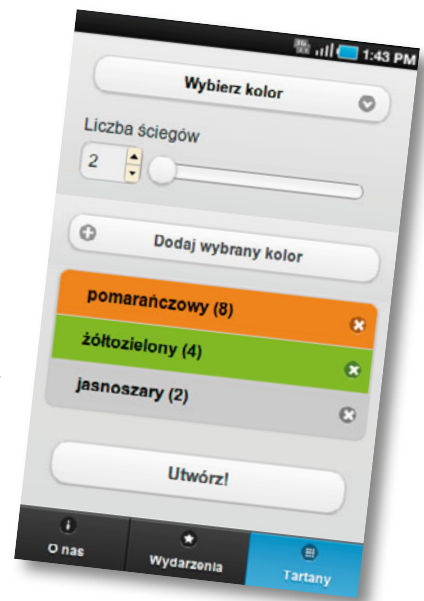 3G 1:43 PM
Wybierz kolor
Liczba ściegów
2
Dodaj wybrany kolor
pomarańczowy (8)
żółtozielony (4)
jasnoszary (2)
Utwórz!
O nas Wydarzenia Tartany